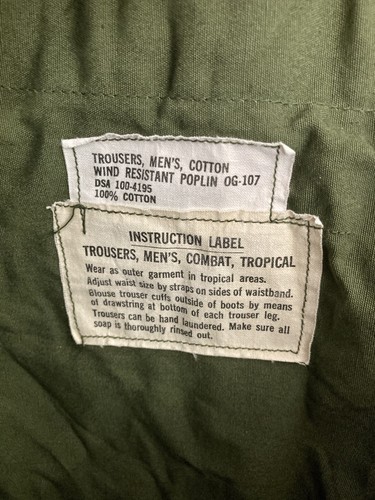 TROUSERS, MEN'S, COTTON
WIND RESISTANT POPLIN OG-107
DSA 100-4195
100% COTTON
INSTRUCTION LABEL
TROUSERS, MEN'S, COMBAT, TROPICAL
Wear as outer garment in tropical areas.
Adjust waist size by straps on sides of waistband.
Blouse trouser cuffs outside of boots by means
of drawstring at bottom of each trouser leg.
Trousers can be hand laundered. Make sure all
soap is thoroughly rinsed out.